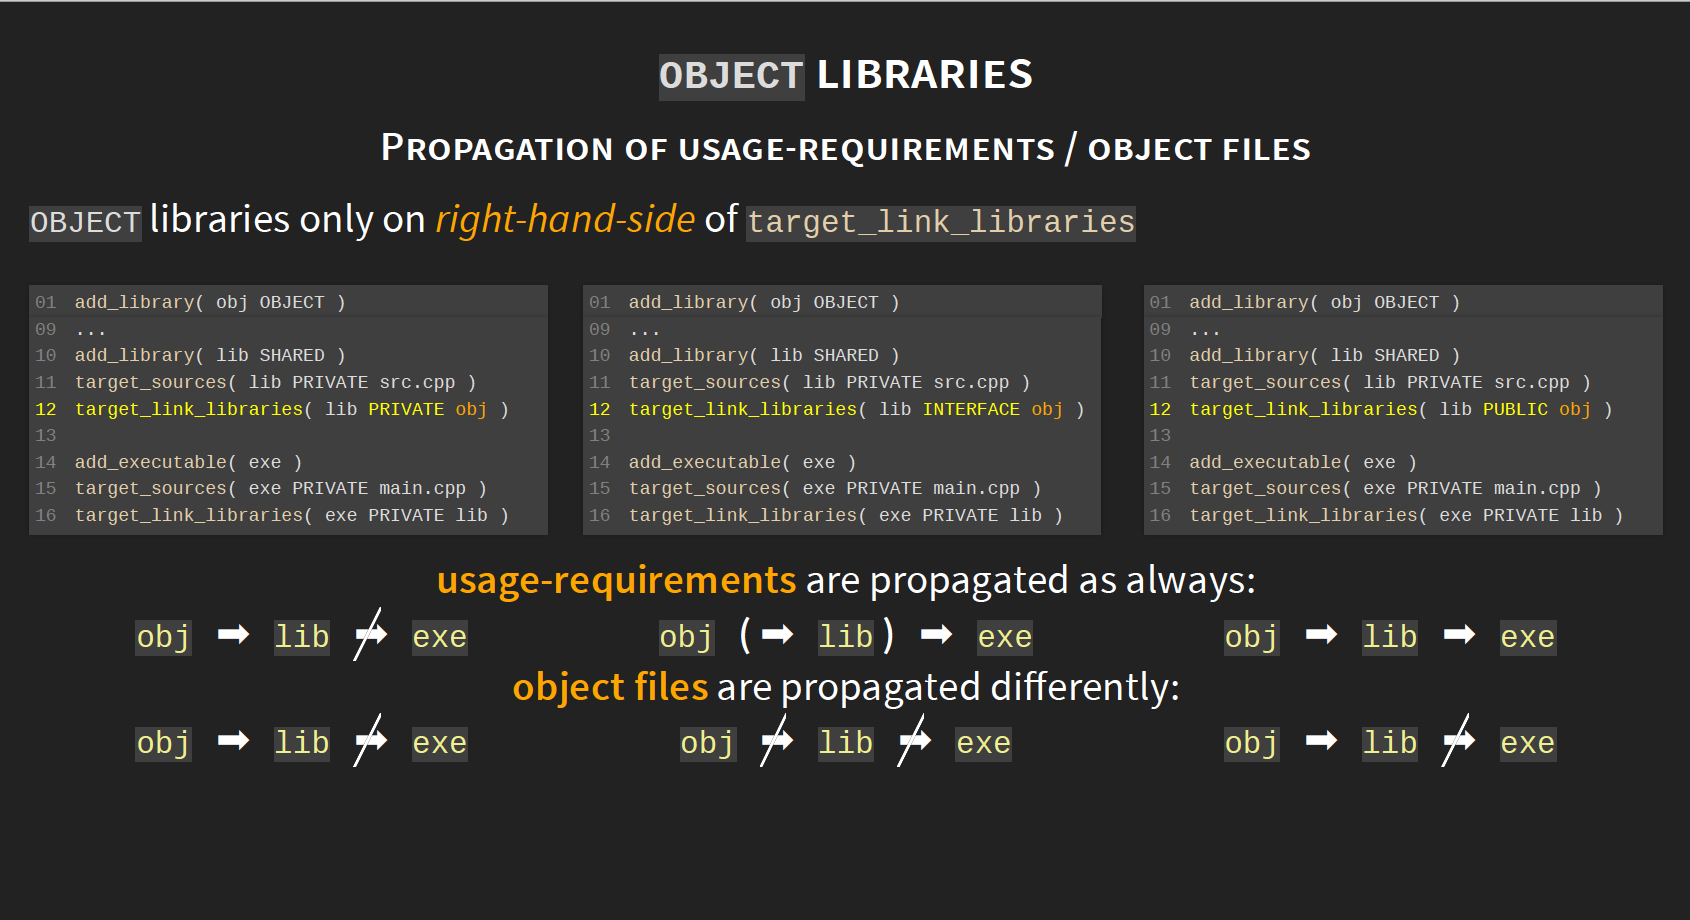 OBJECT LIBRARIES
PROPAGATION OF USAGE-REQUIREMENTS / OBJECT FILES
OBJECT libraries only on right-hand-side of target_link_libraries
01 add_library( obj OBJECT )
09 ...
10 add_library( lib SHARED )
11 target_sources( lib PRIVATE src.cpp )
12 target_link_libraries( lib PRIVATE obj )
13
14 add_executable( exe )
15 target_sources( exe PRIVATE main.cpp )
16 target_link_libraries( exe PRIVATE lib )
01 add_library( obj OBJECT )
09 ...
10 add_library( lib SHARED )
11 target_sources( lib PRIVATE src.cpp )
12 target_link_libraries( lib INTERFACE obj )
13
14 add_executable( exe )
15 target_sources( exe PRIVATE main.cpp )
16 target_link_libraries( exe PRIVATE lib )
01 add_library( obj OBJECT )
09 ...
10 add_library( lib SHARED )
11 target_sources( lib PRIVATE src.cpp )
12 target_link_libraries( lib PUBLIC obj )
13
14 add_executable( exe )
15 target_sources( exe PRIVATE main.cpp )
16 target_link_libraries( exe PRIVATE lib )
usage-requirements are propagated as always:
obj ➡ lib ➡̸ exe
obj (➡ lib) ➡ exe
obj ➡ lib ➡ exe
object files are propagated differently:
obj ➡ lib ➡̸ exe
obj ➡̸ lib ➡̸ exe
obj ➡ lib ➡̸ exe